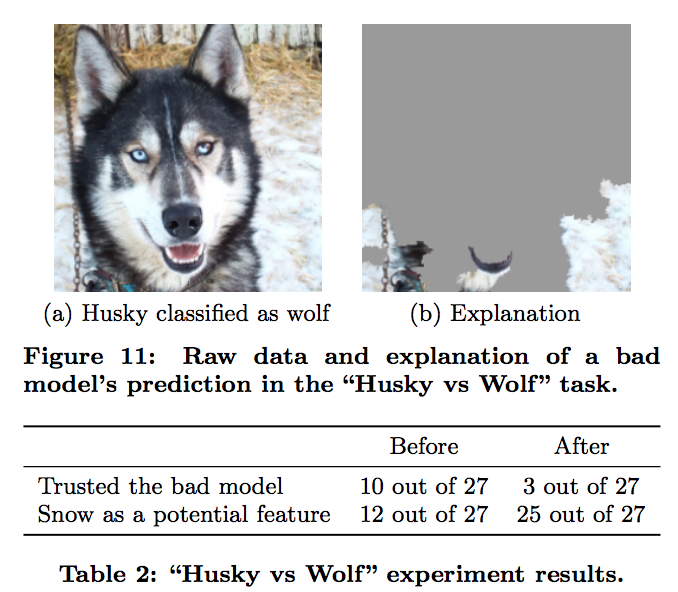 (a) Husky classified as wolf
(b) Explanation
Figure 11: Raw data and explanation of a bad
model’s prediction in the “Husky vs Wolf” task.
Before After
Trusted the bad model 10 out of 27 3 out of 27
Snow as a potential feature 12 out of 27 25 out of 27
Table 2: “Husky vs Wolf” experiment results.